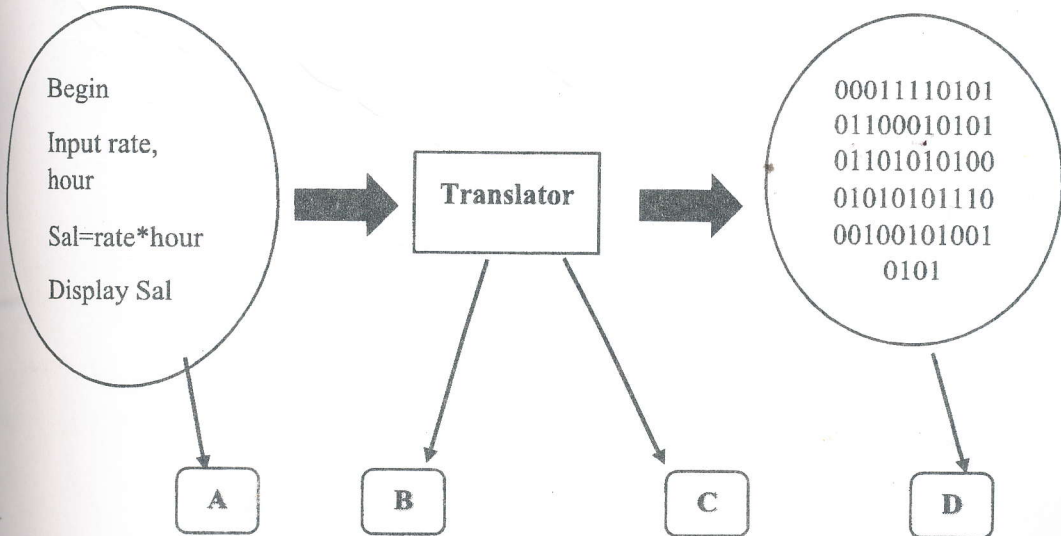 Begin
Input rate,
hour
Sal=rate*hour
Display Sal
Translator
00011110101
01100010101
01101010100
01010101110
00100101001
0101
A
B
C
D